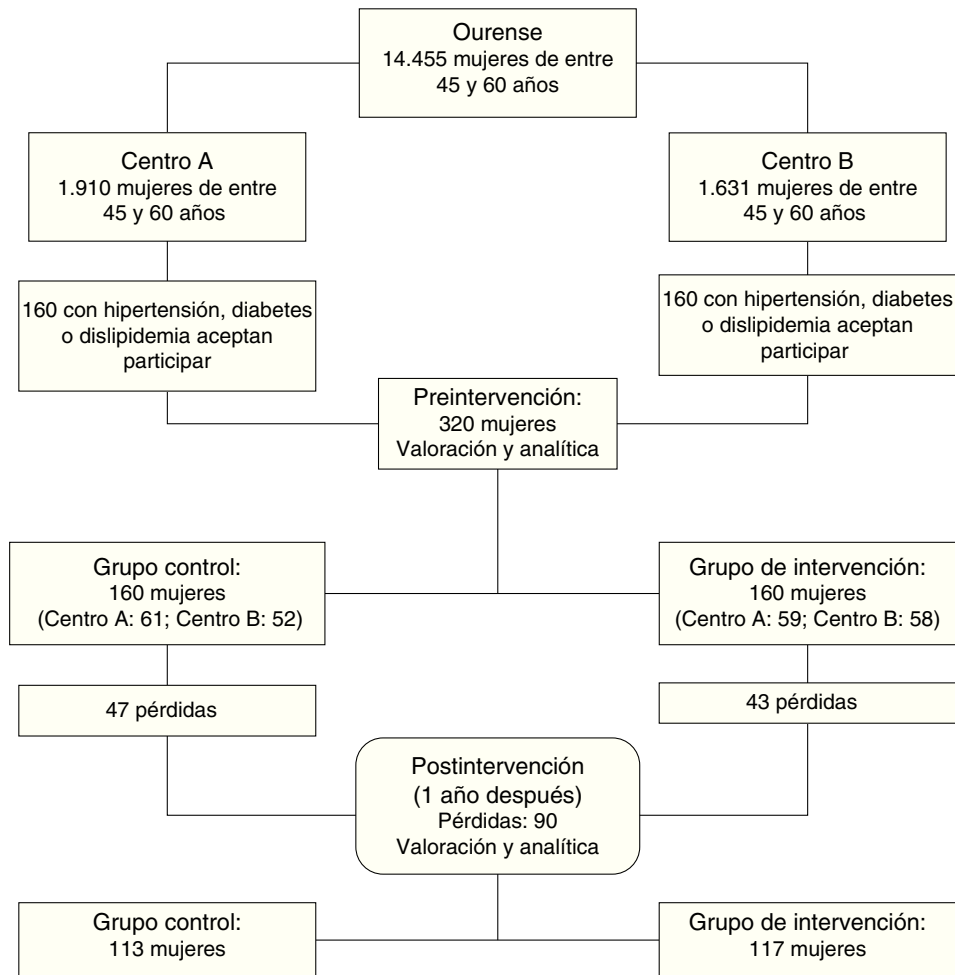 Ourense
14.455 mujeres de entre
45 y 60 años
Centro A
1.910 mujeres de entre
45 y 60 años
Centro B
1.631 mujeres de entre
45 y 60 años
160 con hipertensión, diabetes
o dislipidemia aceptan
participar
160 con hipertensión, diabetes
o dislipidemia aceptan
participar
Preintervención:
320 mujeres
Valoración y analítica
Grupo control:
160 mujeres
(Centro A: 61; Centro B: 52)
Grupo de intervención:
160 mujeres
(Centro A: 59; Centro B: 58)
47 pérdidas
43 pérdidas
Postintervención
(1 año después)
Pérdidas: 90
Valoración y analítica
Grupo control:
113 mujeres
Grupo de intervención:
117 mujeres